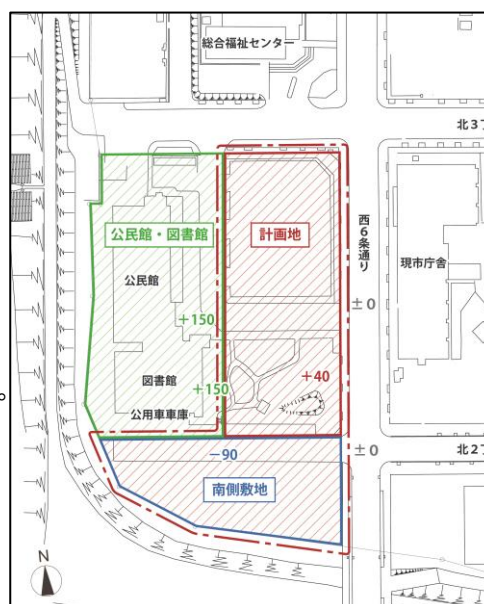 総合福祉センター
北3丁
公民館・図書館
計画地
西6条通り
現市庁舎
公民館
±0
+150
図書館
+150
+40
公用車車庫
±0
北2丁
-90
南側敷地
N